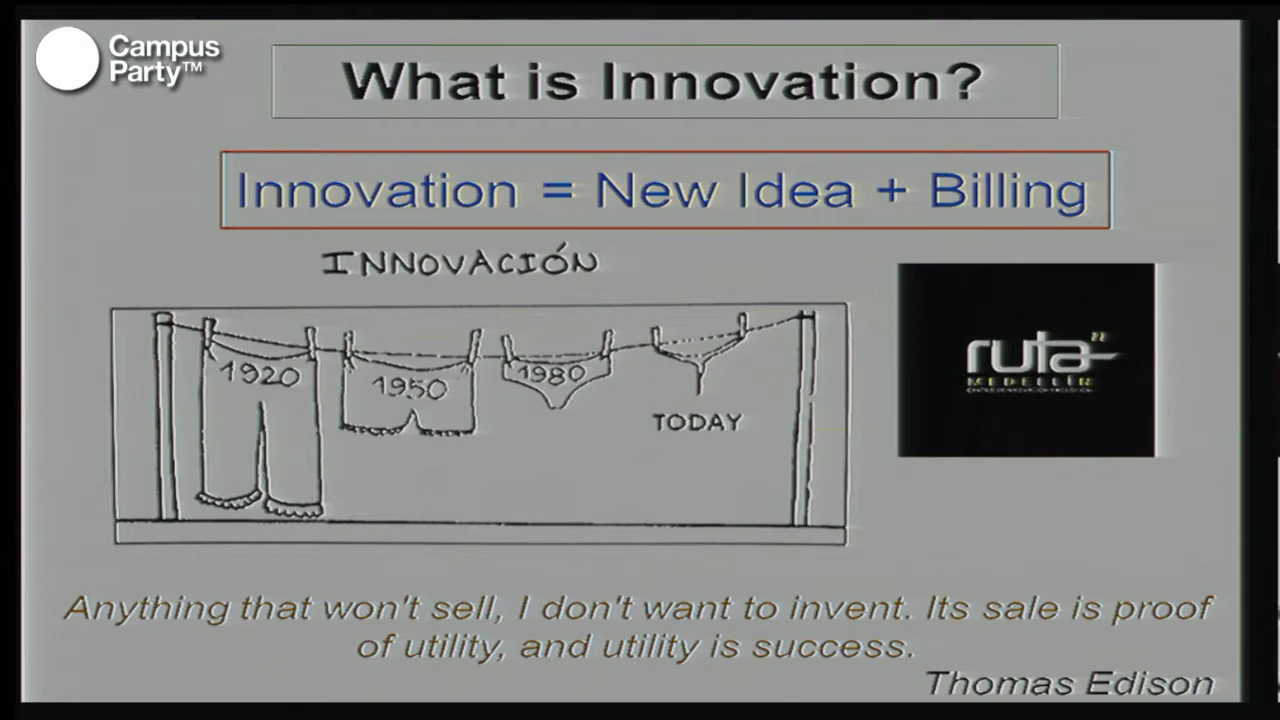 Campus
Party™
What is Innovation?
Innovation = New Idea + Billing
INNOVACIÓN
1920
1950
1980
TODAY
ruta n
MEDELLÍN
Anything that won't sell, I don't want to invent. Its sale is proof
of utility, and utility is success.
Thomas Edison